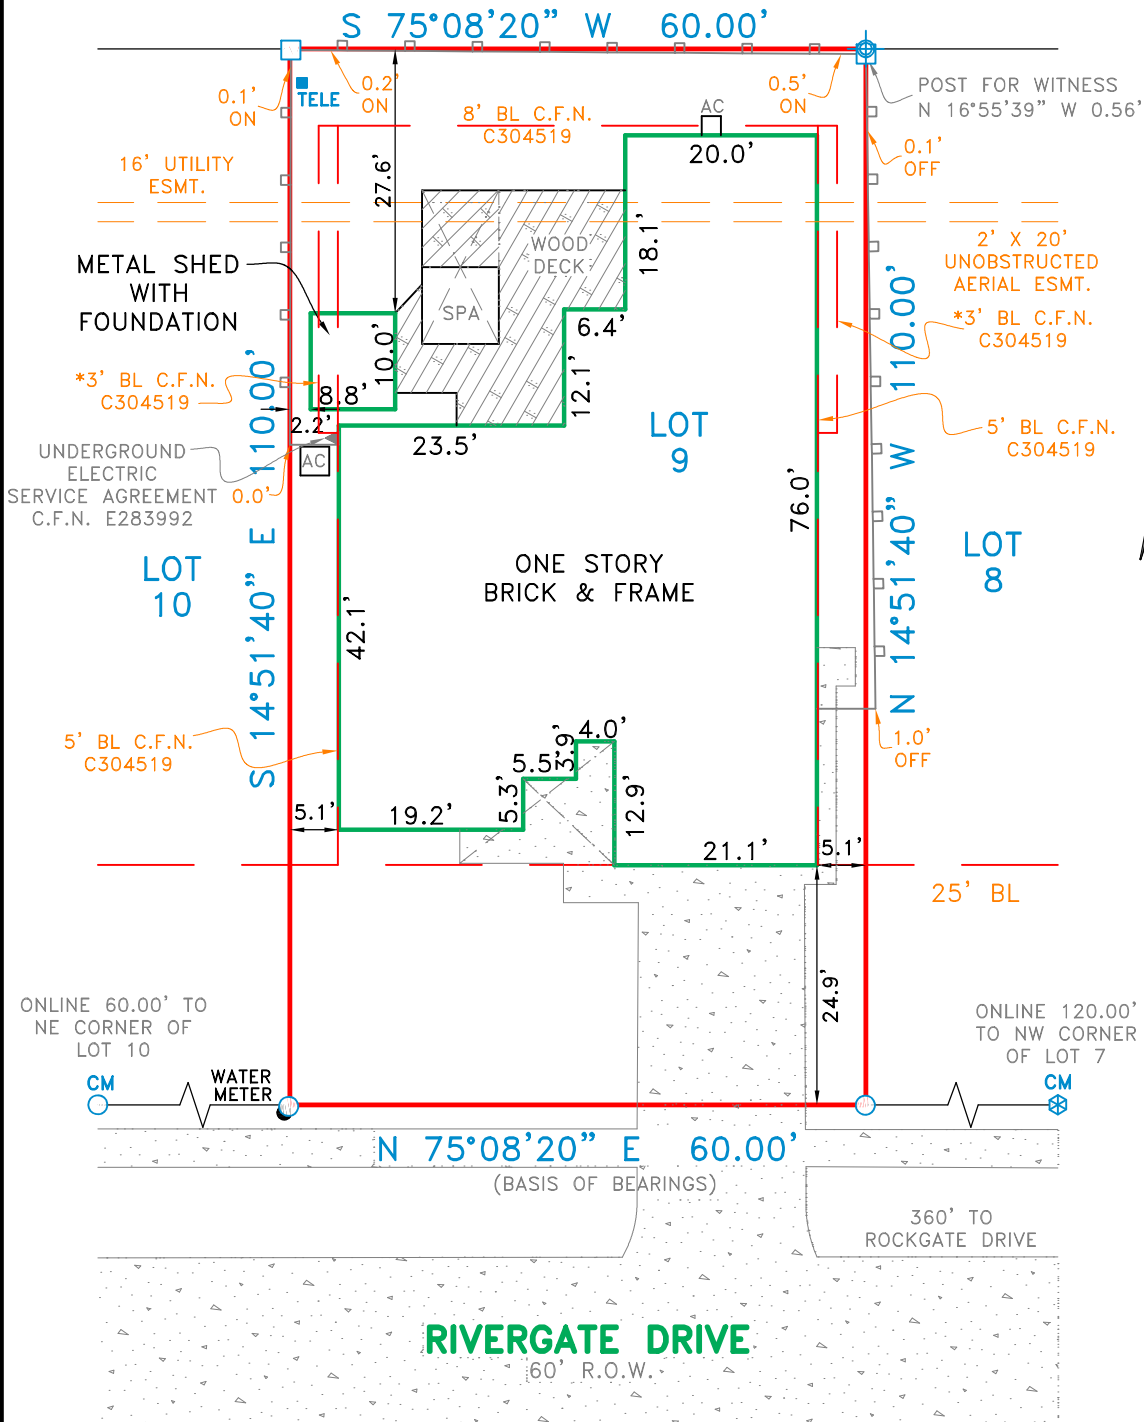 S 75°08'20" W 60.00'
0.1'
ON
0.2'
ON
TELE
0.5'
ON
POST FOR WITNESS
N 16°55'39" W 0.56'
8' BL C.F.N.
C304519
AC
20.0'
0.1'
OFF
16' UTILITY
ESMT.
27.6'
18.1'
WOOD
DECK
2' X 20'
UNOBSTRUCTED
AERIAL ESMT.
METAL SHED
WITH
FOUNDATION
SPA
6.4'
*3' BL C.F.N.
C304519
10.0'
12.1'
*3' BL C.F.N.
C304519
8.8'
2.2'
23.5'
LOT
9
5' BL C.F.N.
C304519
S 14°51'40" E 110.00'
N 14°51'40" W 110.00'
UNDERGROUND
ELECTRIC
SERVICE AGREEMENT
C.F.N. E283992
0.0'
AC
76.0'
LOT
10
ONE STORY
BRICK & FRAME
LOT
8
42.1'
5' BL C.F.N.
C304519
4.0'
3.9'
5.5'
5.3'
12.9'
1.0'
OFF
5.1'
19.2'
21.1'
5.1'
25' BL
24.9'
ONLINE 60.00' TO
NE CORNER OF
LOT 10
ONLINE 120.00'
TO NW CORNER
OF LOT 7
CM
WATER
METER
CM
N 75°08'20" E 60.00'
(BASIS OF BEARINGS)
360' TO
ROCKGATE DRIVE
RIVERGATE DRIVE
60' R.O.W.